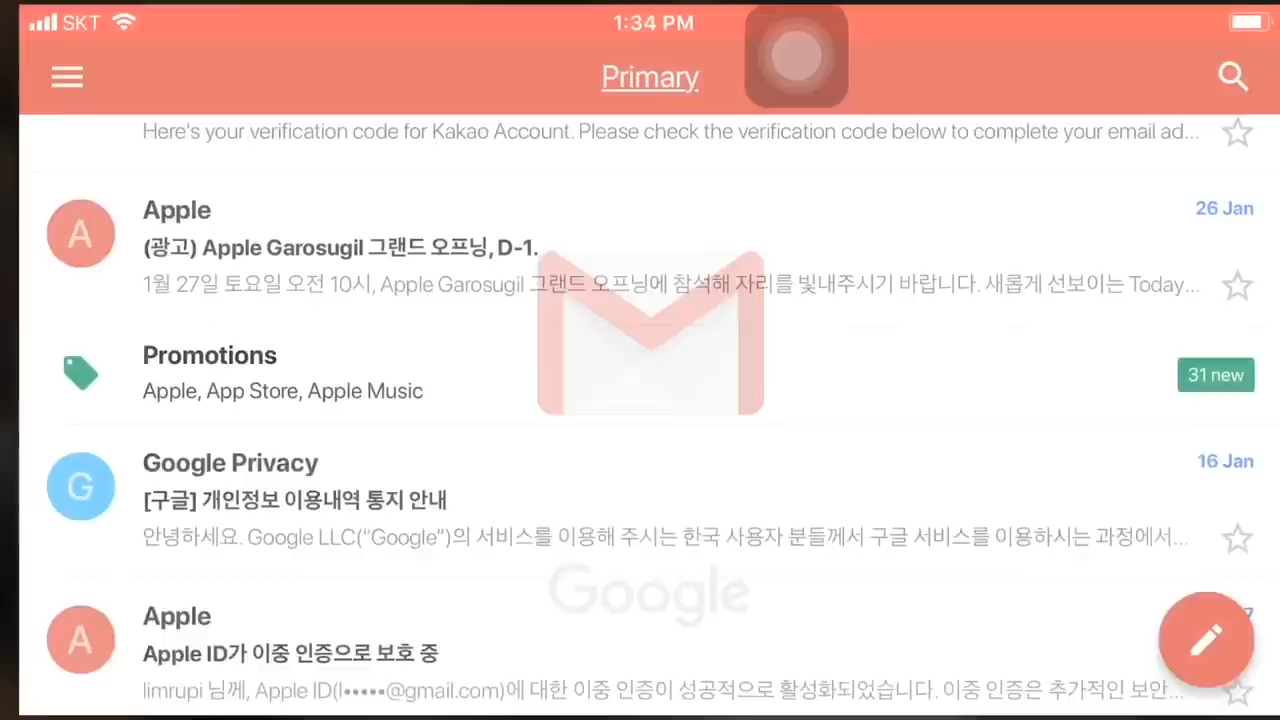 SKT
1:34 PM
Primary
Here's your verification code for Kakao Account. Please check the verification code below to complete your email ad...
A
Apple
26 Jan
(광고) Apple Garosugil 그랜드 오프닝, D-1.
1월 27일 토요일 오전 10시, Apple Garosugil 그랜드 오프닝에 참석해 자리를 빛내주시기 바랍니다. 새롭게 선보이는 Today...
Promotions
Apple, App Store, Apple Music
31 new
G
Google Privacy
16 Jan
[구글] 개인정보 이용내역 통지 안내
안녕하세요. Google LLC(“Google”)의 서비스를 이용해 주시는 한국 사용자 분들께서 구글 서비스를 이용하시는 과정에서...
Google
A
Apple
Apple ID가 이중 인증으로 보호 중
limrupi 님께, Apple ID(l•••••@gmail.com)에 대한 이중 인증이 성공적으로 활성화되었습니다. 이중 인증은 추가적인 보안...